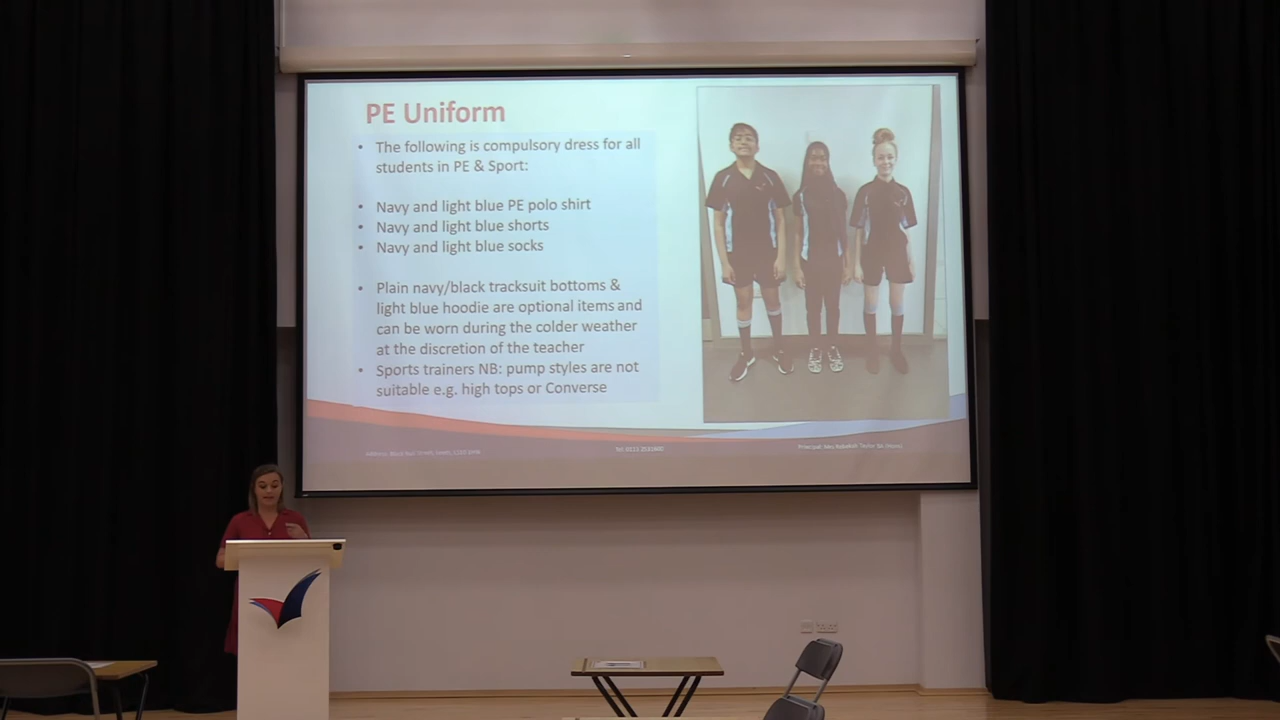 PE Uniform
• The following is compulsory dress for all
students in PE & Sport:
• Navy and light blue PE polo shirt
• Navy and light blue shorts
• Navy and light blue socks
• Plain navy/black tracksuit bottoms &
light blue hoodie are optional items and
can be worn during the colder weather
at the discretion of the teacher
• Sports trainers NB: pump styles are not
suitable e.g. high tops or Converse